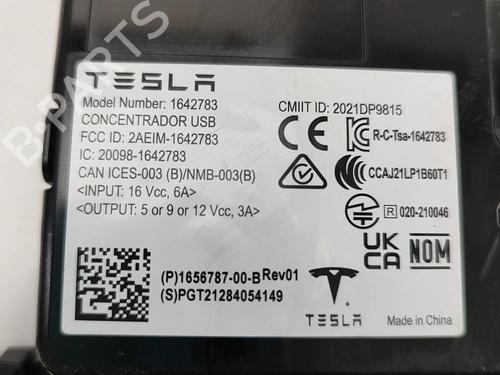 TESLA
Model Number: 1642783
CONCENTRADOR USB
FCC ID: 2AEIM-1642783
IC: 20098-1642783
CAN ICES-003 (B)/NMB-003(B)
<INPUT: 16 Vcc, 6A>
<OUTPUT: 5 or 9 or 12 Vcc, 3A>
CMIIT ID: 2021DP9815
CE
R-C-Tsa-1642783
CCAJ21LP1B60T1
R 020-210046
UK
CA
NOM
(P)1656787-00-B Rev01
(S)PGT21284054149
TESLA
Made in China
B-PARTS